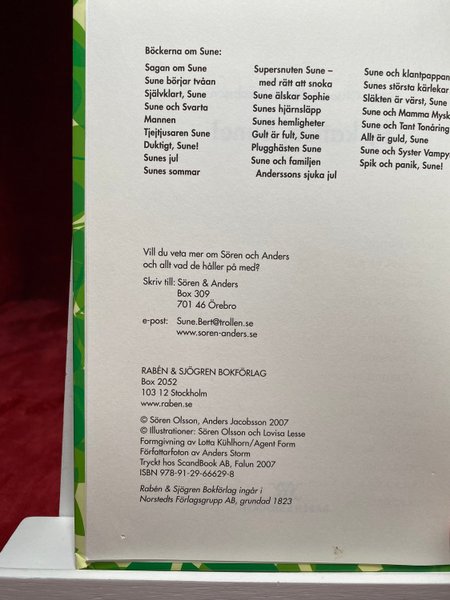 Böckerna om Sune:
Sagan om Sune
Sune börjar tvåan
Självklart, Sune
Sune och Svarta
Mannen
Tjejtjusaren Sune
Duktigt, Sune!
Sunes jul
Sunes sommar
Supersnuten Sune –
med rätt att snoka
Sune älskar Sophie
Sunes hjärnsläpp
Sunes hemligheter
Gult är fult, Sune
Plugghästen Sune
Sune och familjen
Anderssons sjuka jul
Sune och klantpappan
Sunes största kärlekar
Släkten är värst, Sune
Sune och Mamma Mysk
Sune och Tant Tonåring
Allt är guld, Sune
Sune och Syster Vampyr
Spik och panik, Sune!
Vill du veta mer om Sören och Anders
och allt vad de håller på med?
Skriv till: Sören & Anders
Box 309
701 46 Örebro
e-post: Sune.Bert@trollen.se
www.soren-anders.se
RABÉN & SJÖGREN BOKFÖRLAG
Box 2052
103 12 Stockholm
www.raben.se
© Sören Olsson, Anders Jacobsson 2007
© Illustrationer: Sören Olsson och Lovisa Lesse
Formgivning av Lotta Kühlhorn/Agent Form
Författarfoton av Anders Storm
Tryckt hos ScandBook AB, Falun 2007
ISBN 978-91-29-66629-8
Rabén & Sjögren Bokförlag ingår i
Norstedts Förlagsgrupp AB, grundad 1823